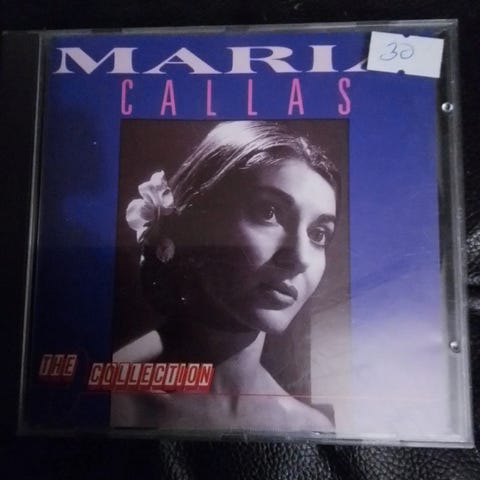 MARIA
30
CALLAS
THE COLLECTION